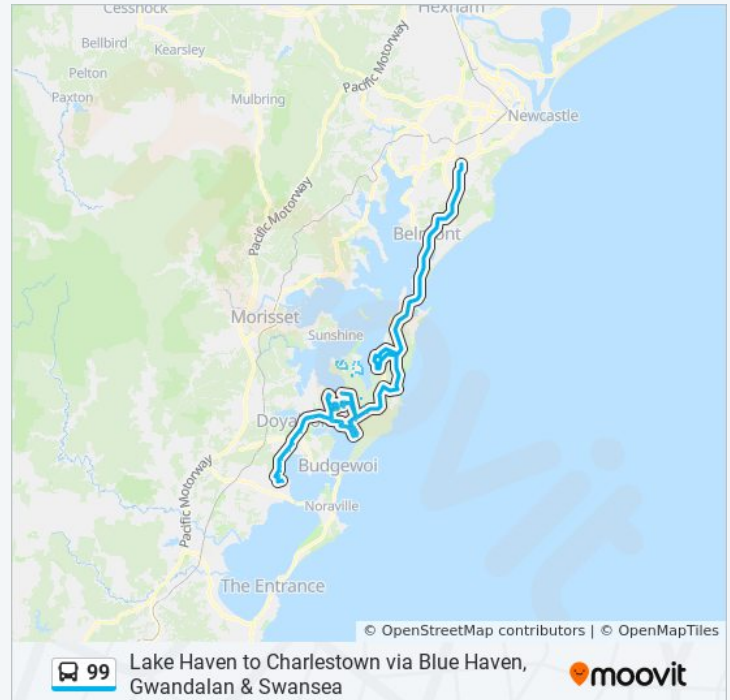 Cessnock
Hexham
Bellbird
Kearsley
Pacific Motorway
Pelton
Paxton
Mulbring
Newcastle
Pacific Motorway
Belmont
Morisset
Sunshine
Budgewoi
Pacific Motorway
Noraville
The Entrance
© OpenStreetMap contributors | © OpenMapTiles
99
Lake Haven to Charlestown via Blue Haven,
Gwandalan & Swansea
moovit